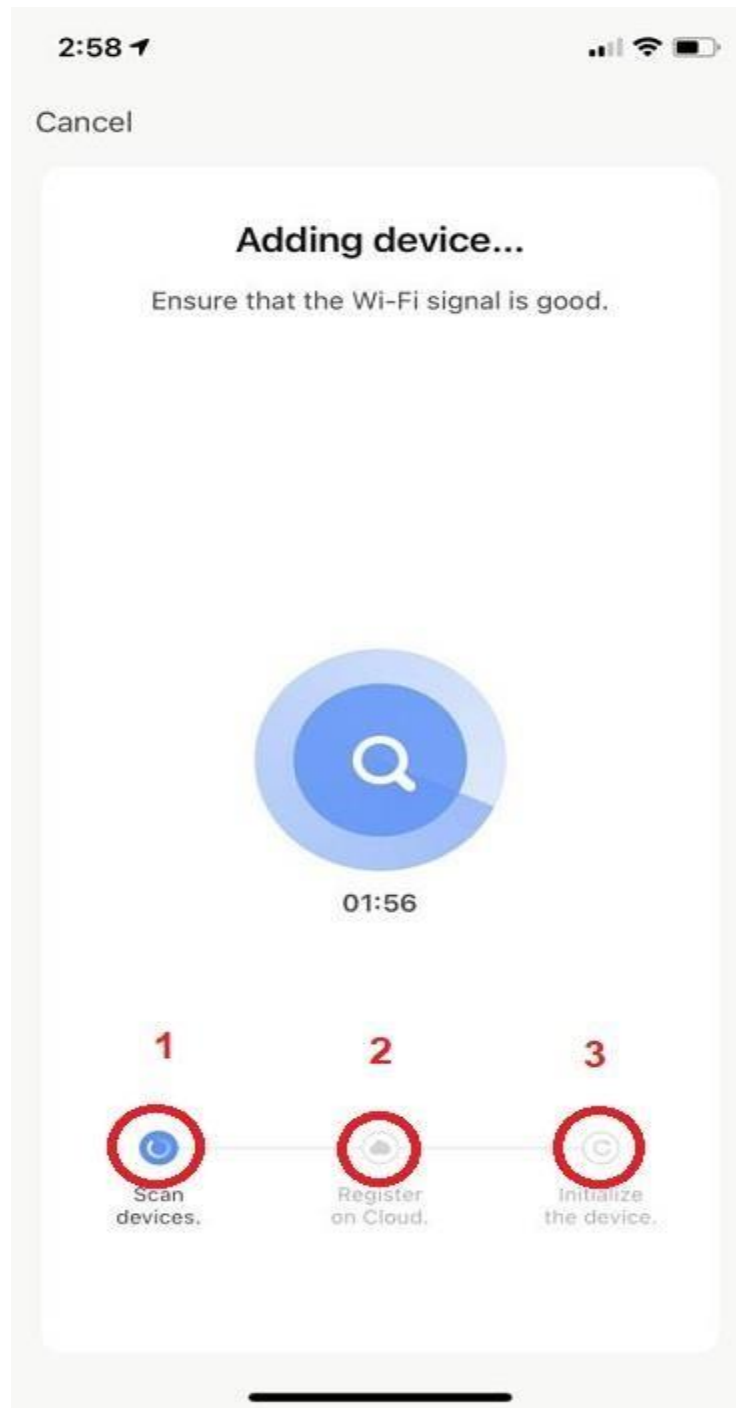 2:58
Cancel
Adding device...
Ensure that the Wi-Fi signal is good.
01:56
1
2
3
Scan
devices.
Register
on Cloud.
Initialize
the device.